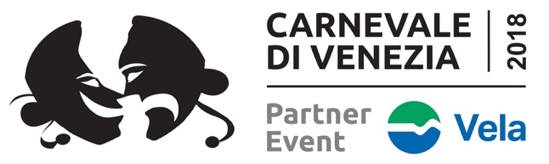 CARNEVALE
DI VENEZIA
2018
Partner
Event
Vela